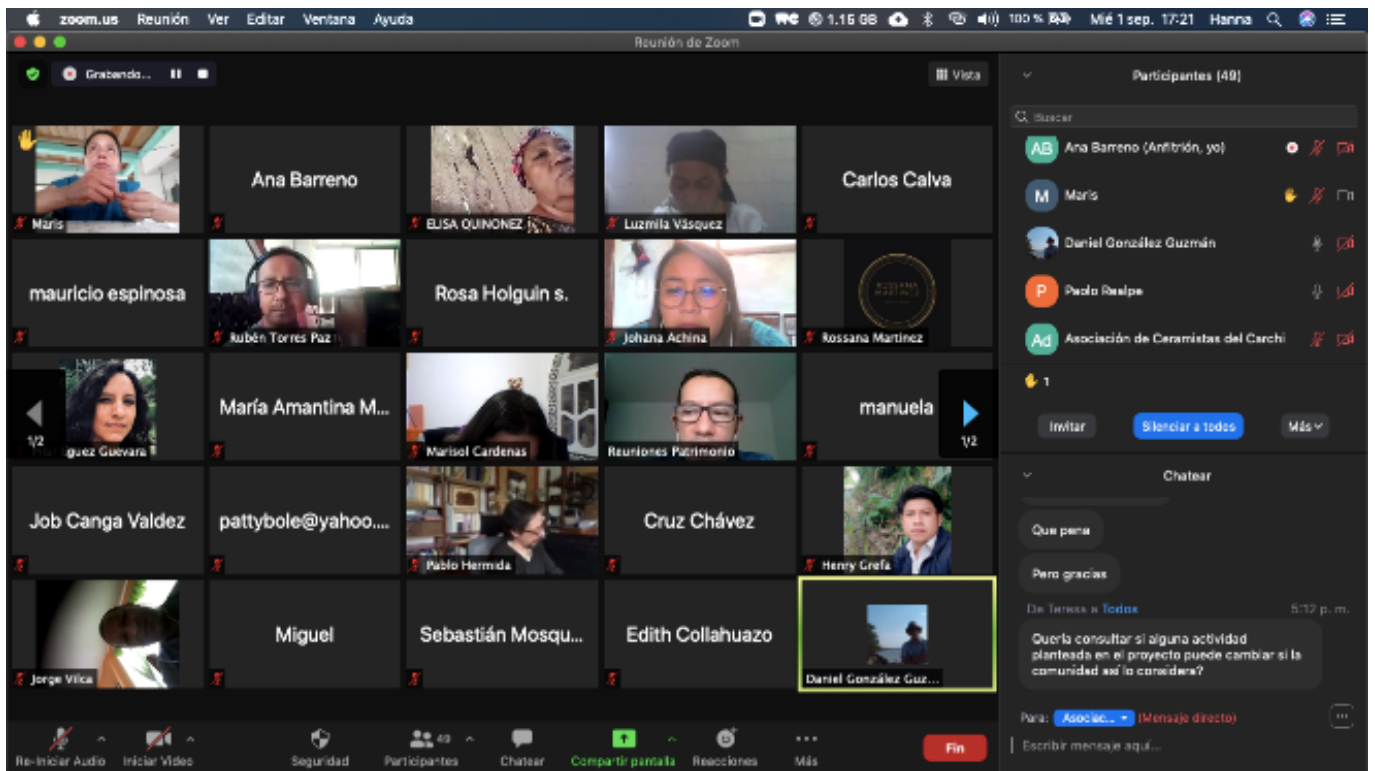 zoom.us Reunión Ver Editar Ventana Ayuda 1.15 GB 100 % Mié 1 sep. 17:21 Hanna
Reunión de Zoom
Grabando...
Vista
Maris
Ana Barreno
ELISA QUINONEZ
Luzmila Vásquez
Carlos Calva
mauricio espinosa
Rubén Torres Paz
Rosa Holguin s.
Johana Achina
ROSSANA MARTINEZ
Rossana Martinez
1/2
guez Guevara
María Amantina M...
Marisol Cardenas
Reuniones Patrimonio
manuela
1/2
Job Canga Valdez
pattybole@yahoo....
Pablo Hermida
Cruz Chávez
Henry Grefa
Jorge Vilca
Miguel
Sebastián Mosqu...
Edith Collahuazo
Daniel González Guz...
Re-Iniciar Audio
Iniciar Video
Seguridad
49
Participantes
Chatear
Compartir pantalla
Reacciones
Más
Fin
Participantes (49)
Buscar
AB Ana Barreno (Anfitrión, yo)
M Maris
Daniel González Guzmán
P Paolo Realpe
Ad Asociación de Ceramistas del Carchi
1
Invitar
Silenciar a todos
Más
Chatear
Que pena
Pero gracias
De Teresa a Todos 5:12 p. m.
Quería consultar si alguna actividad
planteada en el proyecto puede cambiar si la
comunidad así lo considera?
Para: Asociac... (Mensaje directo)
Escribir mensaje aquí...